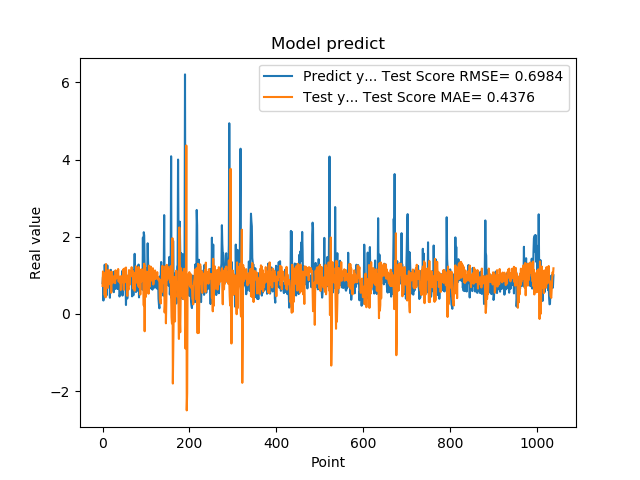 Model predict
Predict y... Test Score RMSE= 0.6984
Test y... Test Score MAE= 0.4376
Real value
6
4
2
0
−2
0 200 400 600 800 1000
Point